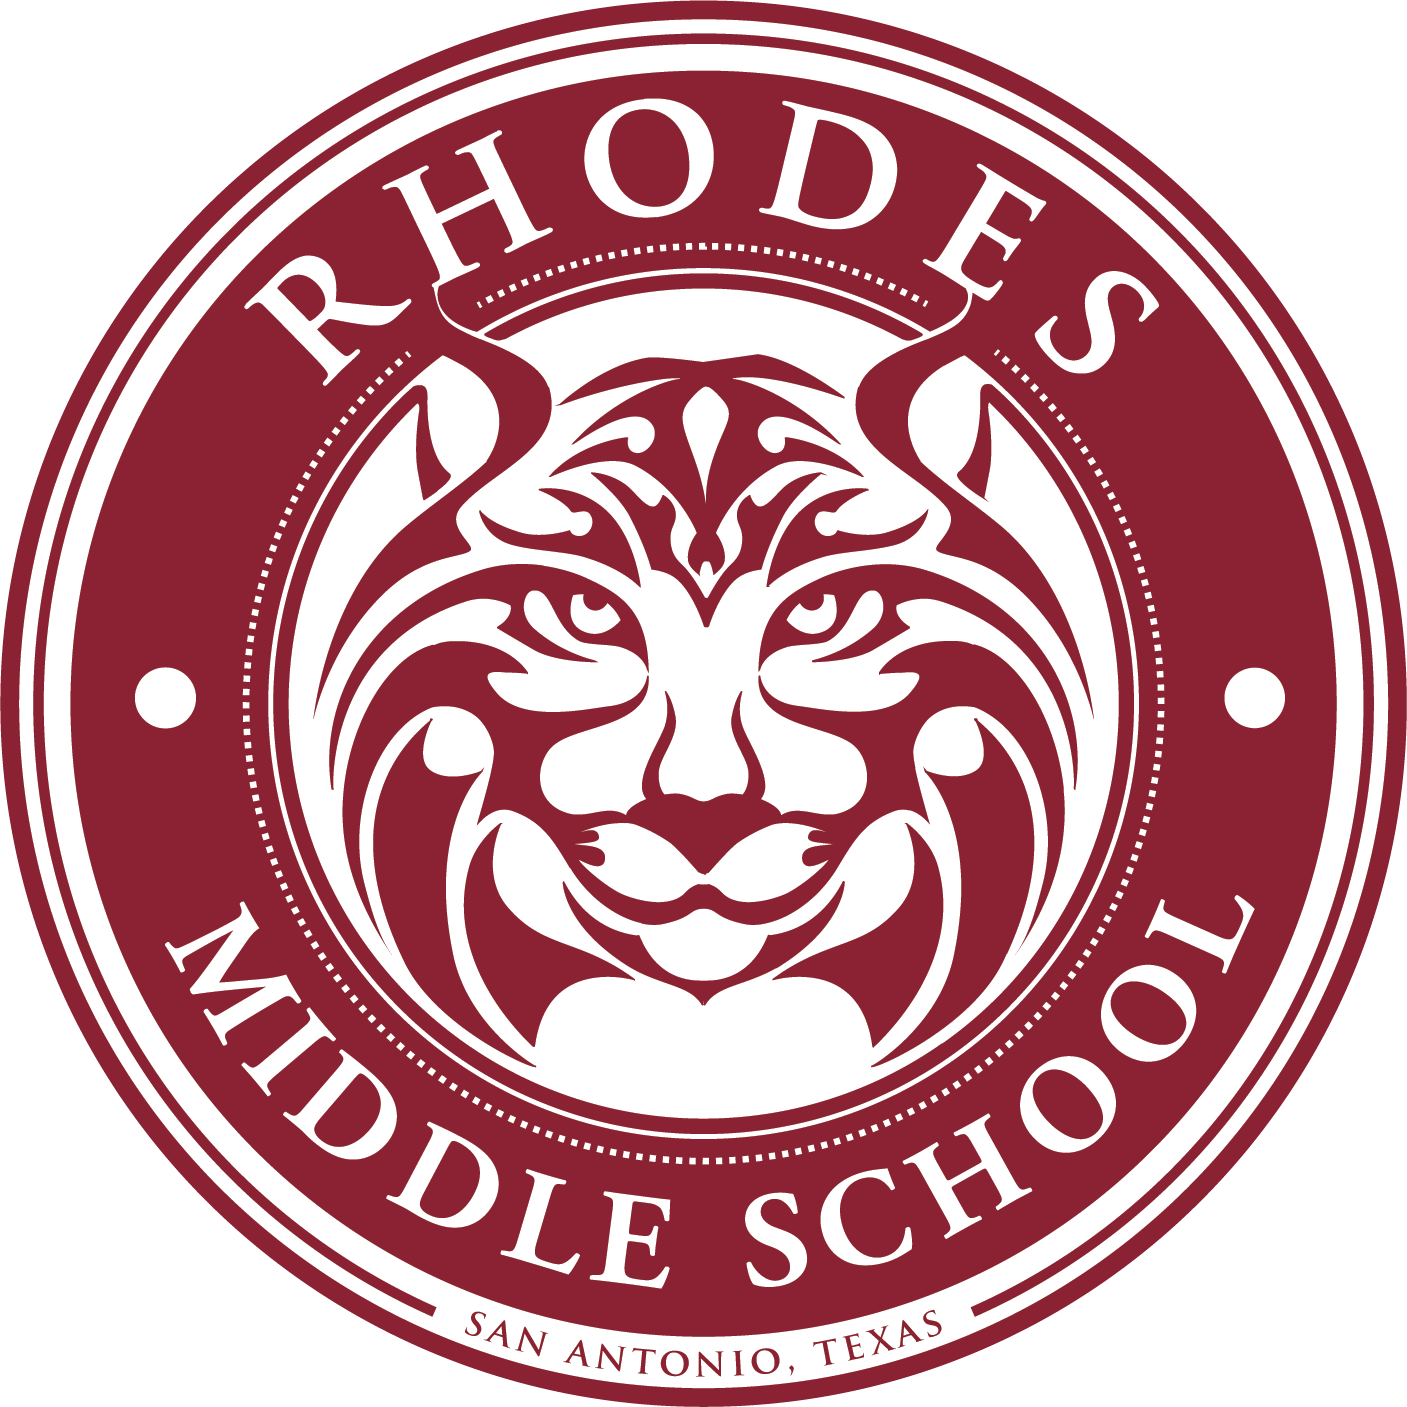 RHODES
MIDDLE SCHOOL
SAN ANTONIO, TEXAS